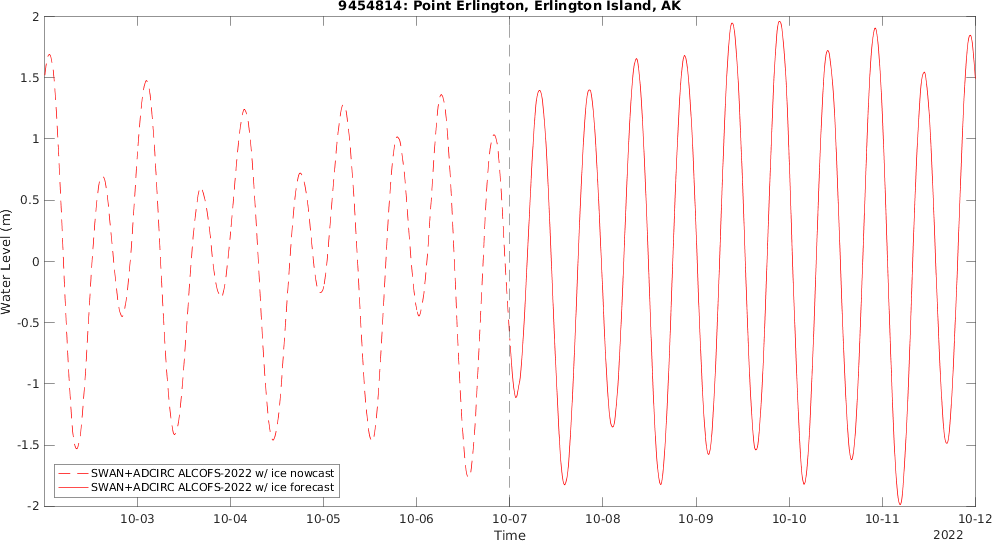 9454814: Point Erlington, Erlington Island, AK
2
1.5
1
0.5
0
-0.5
-1
-1.5
-2
Water Level (m)
SWAN+ADCIRC ALCOFS-2022 w/ ice nowcast
SWAN+ADCIRC ALCOFS-2022 w/ ice forecast
10-03 10-04 10-05 10-06 10-07 10-08 10-09 10-10 10-11 10-12
Time
2022